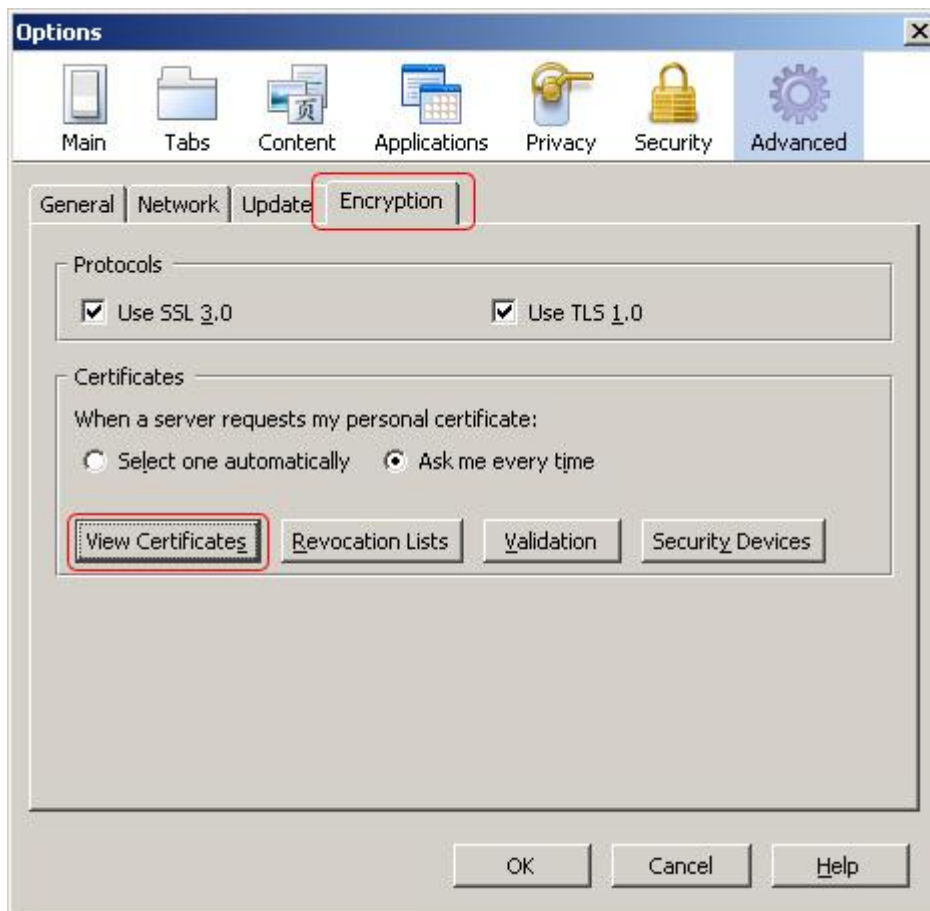 Options
页
Main Tabs Content Applications Privacy Security Advanced
General Network Update Encryption
Protocols
Use SSL 3.0 Use TLS 1.0
Certificates
When a server requests my personal certificate:
Select one automatically Ask me every time
View Certificates Revocation Lists Validation Security Devices
OK Cancel Help